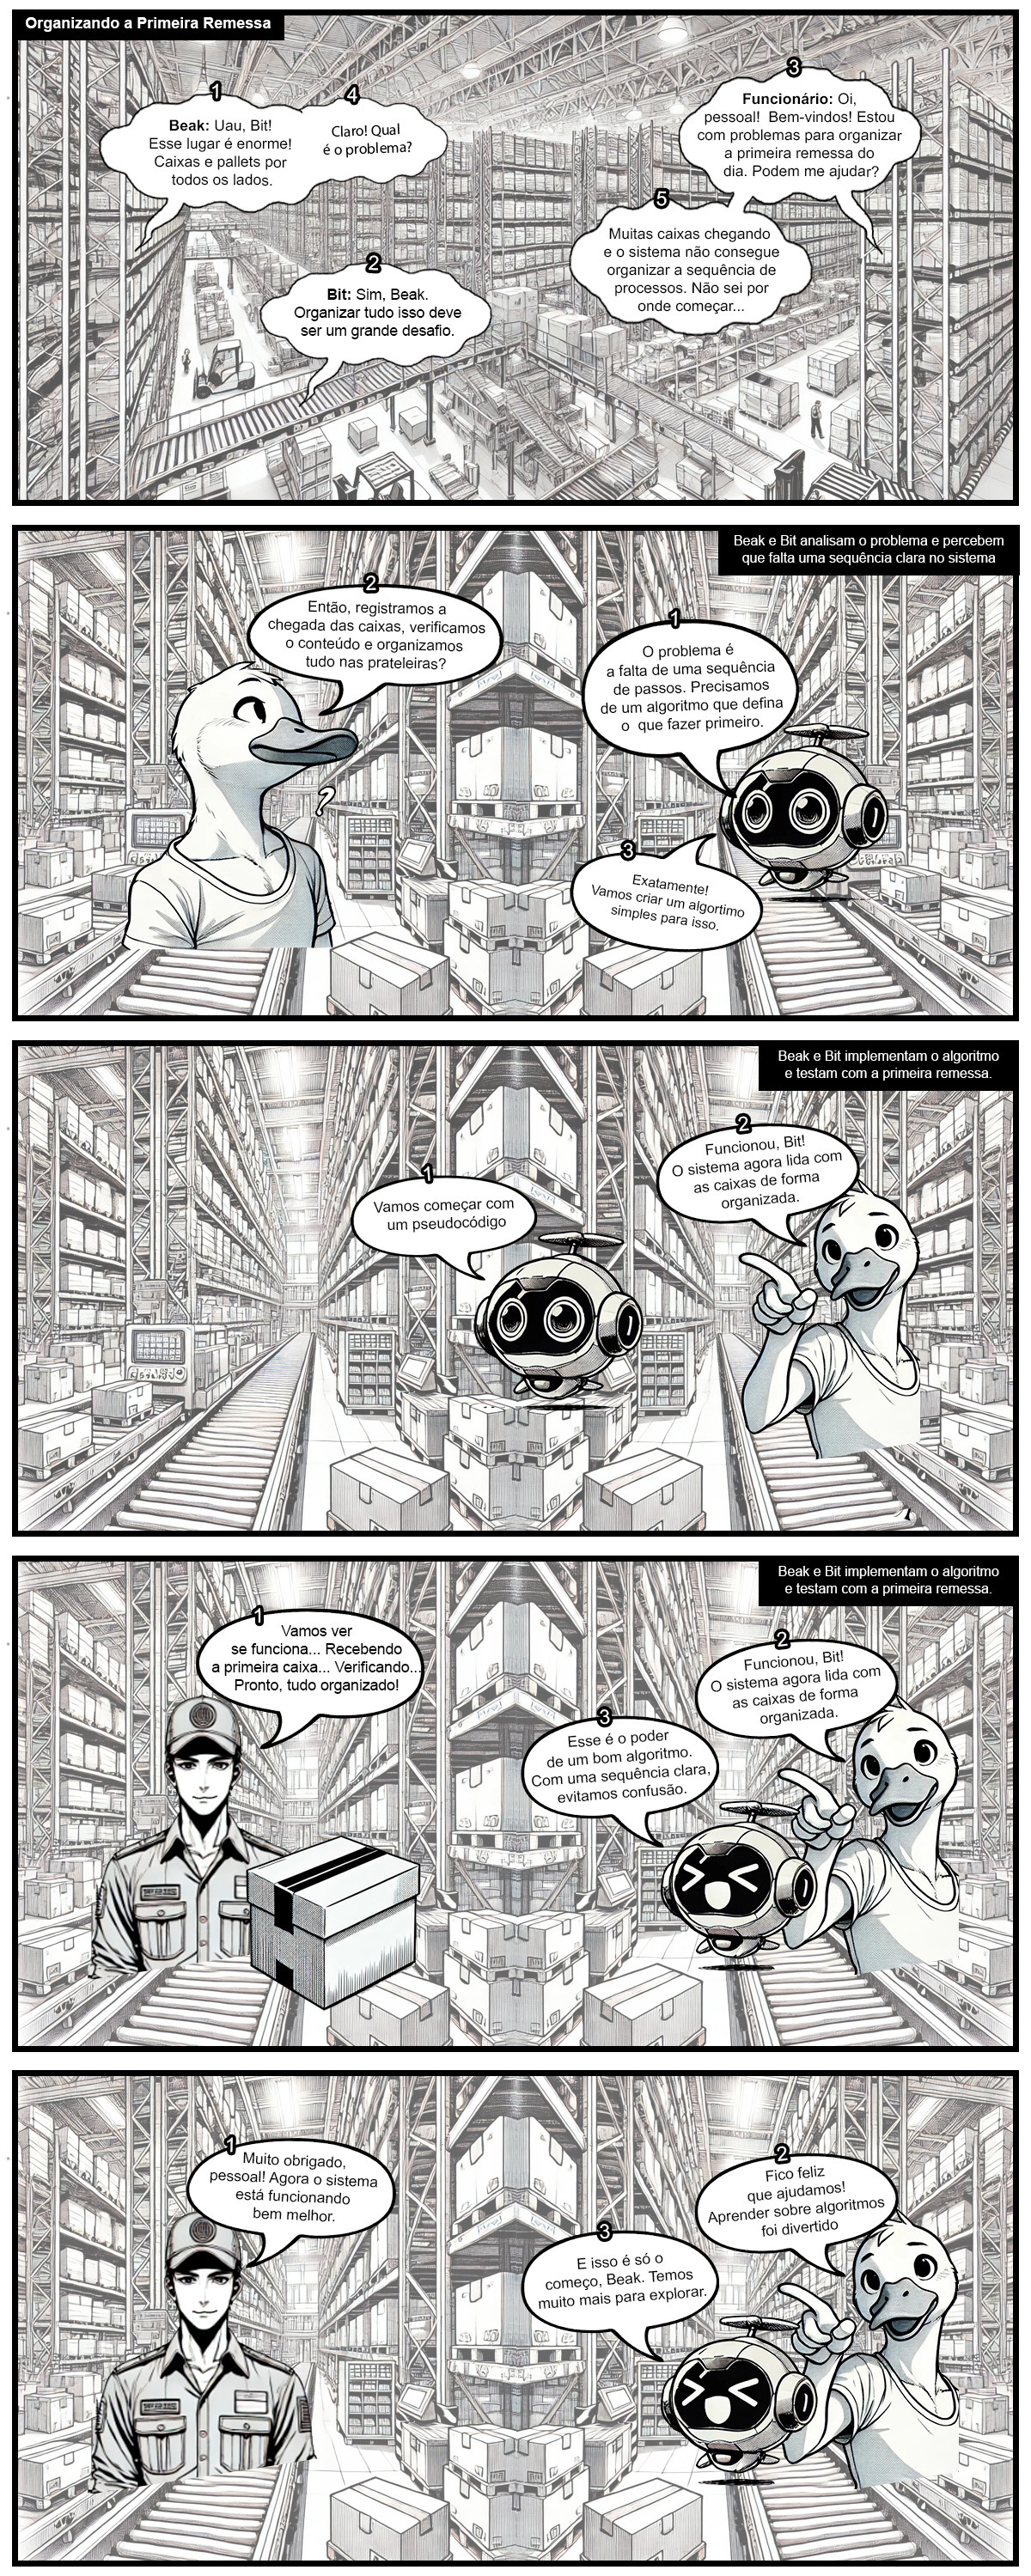 Organizando a Primeira Remessa
1
Beak: Uau, Bit!
Esse lugar é enorme!
Caixas e pallets por
todos os lados.
2
Bit: Sim, Beak.
Organizar tudo isso deve
ser um grande desafio.
3
Funcionário: Oi,
pessoal! Bem-vindos! Estou
com problemas para organizar
a primeira remessa do
dia. Podem me ajudar?
4
Claro! Qual
é o problema?
5
Muitas caixas chegando
e o sistema não consegue
organizar a sequência de
processos. Não sei por
onde começar...
Beak e Bit analisam o problema e percebem
que falta uma sequência clara no sistema
1
O problema é
a falta de uma sequência
de passos. Precisamos
de um algoritmo que defina
o que fazer primeiro.
2
Então, registramos a
chegada das caixas, verificamos
o conteúdo e organizamos
tudo nas prateleiras?
?
3
Exatamente!
Vamos criar um algortimo
simples para isso.
Beak e Bit implementam o algoritmo
e testam com a primeira remessa.
1
Vamos começar com
um pseudocódigo
2
Funcionou, Bit!
O sistema agora lida com
as caixas de forma
organizada.
Beak e Bit implementam o algoritmo
e testam com a primeira remessa.
1
Vamos ver
se funciona... Recebendo
a primeira caixa... Verificando...
Pronto, tudo organizado!
2
Funcionou, Bit!
O sistema agora lida com
as caixas de forma
organizada.
3
Esse é o poder
de um bom algoritmo.
Com uma sequência clara,
evitamos confusão.
1
Muito obrigado,
pessoal! Agora o sistema
está funcionando
bem melhor.
2
Fico feliz
que ajudamos!
Aprender sobre algoritmos
foi divertido
3
E isso é só o
começo, Beak. Temos
muito mais para explorar.